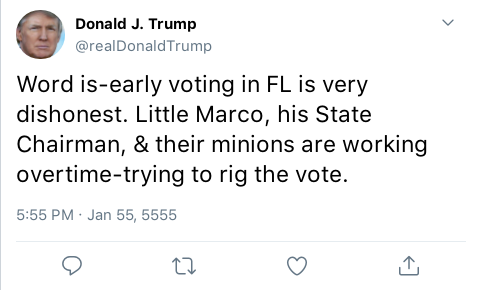 Donald J. Trump
@realDonaldTrump
Word is-early voting in FL is very
dishonest. Little Marco, his State
Chairman, & their minions are working
overtime-trying to rig the vote.
5:55 PM · Jan 55, 5555